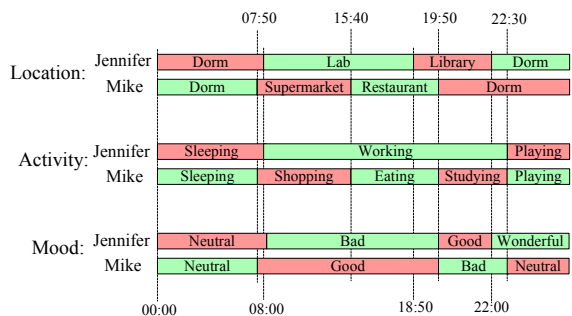 07:50 15:40 19:50 22:30
Location: Jennifer Dorm Lab Library Dorm
Mike Dorm Supermarket Restaurant Dorm
Activity: Jennifer Sleeping Working Playing
Mike Sleeping Shopping Eating Studying Playing
Mood: Jennifer Neutral Bad Good Wonderful
Mike Neutral Good Bad Neutral
00:00 08:00 18:50 22:00